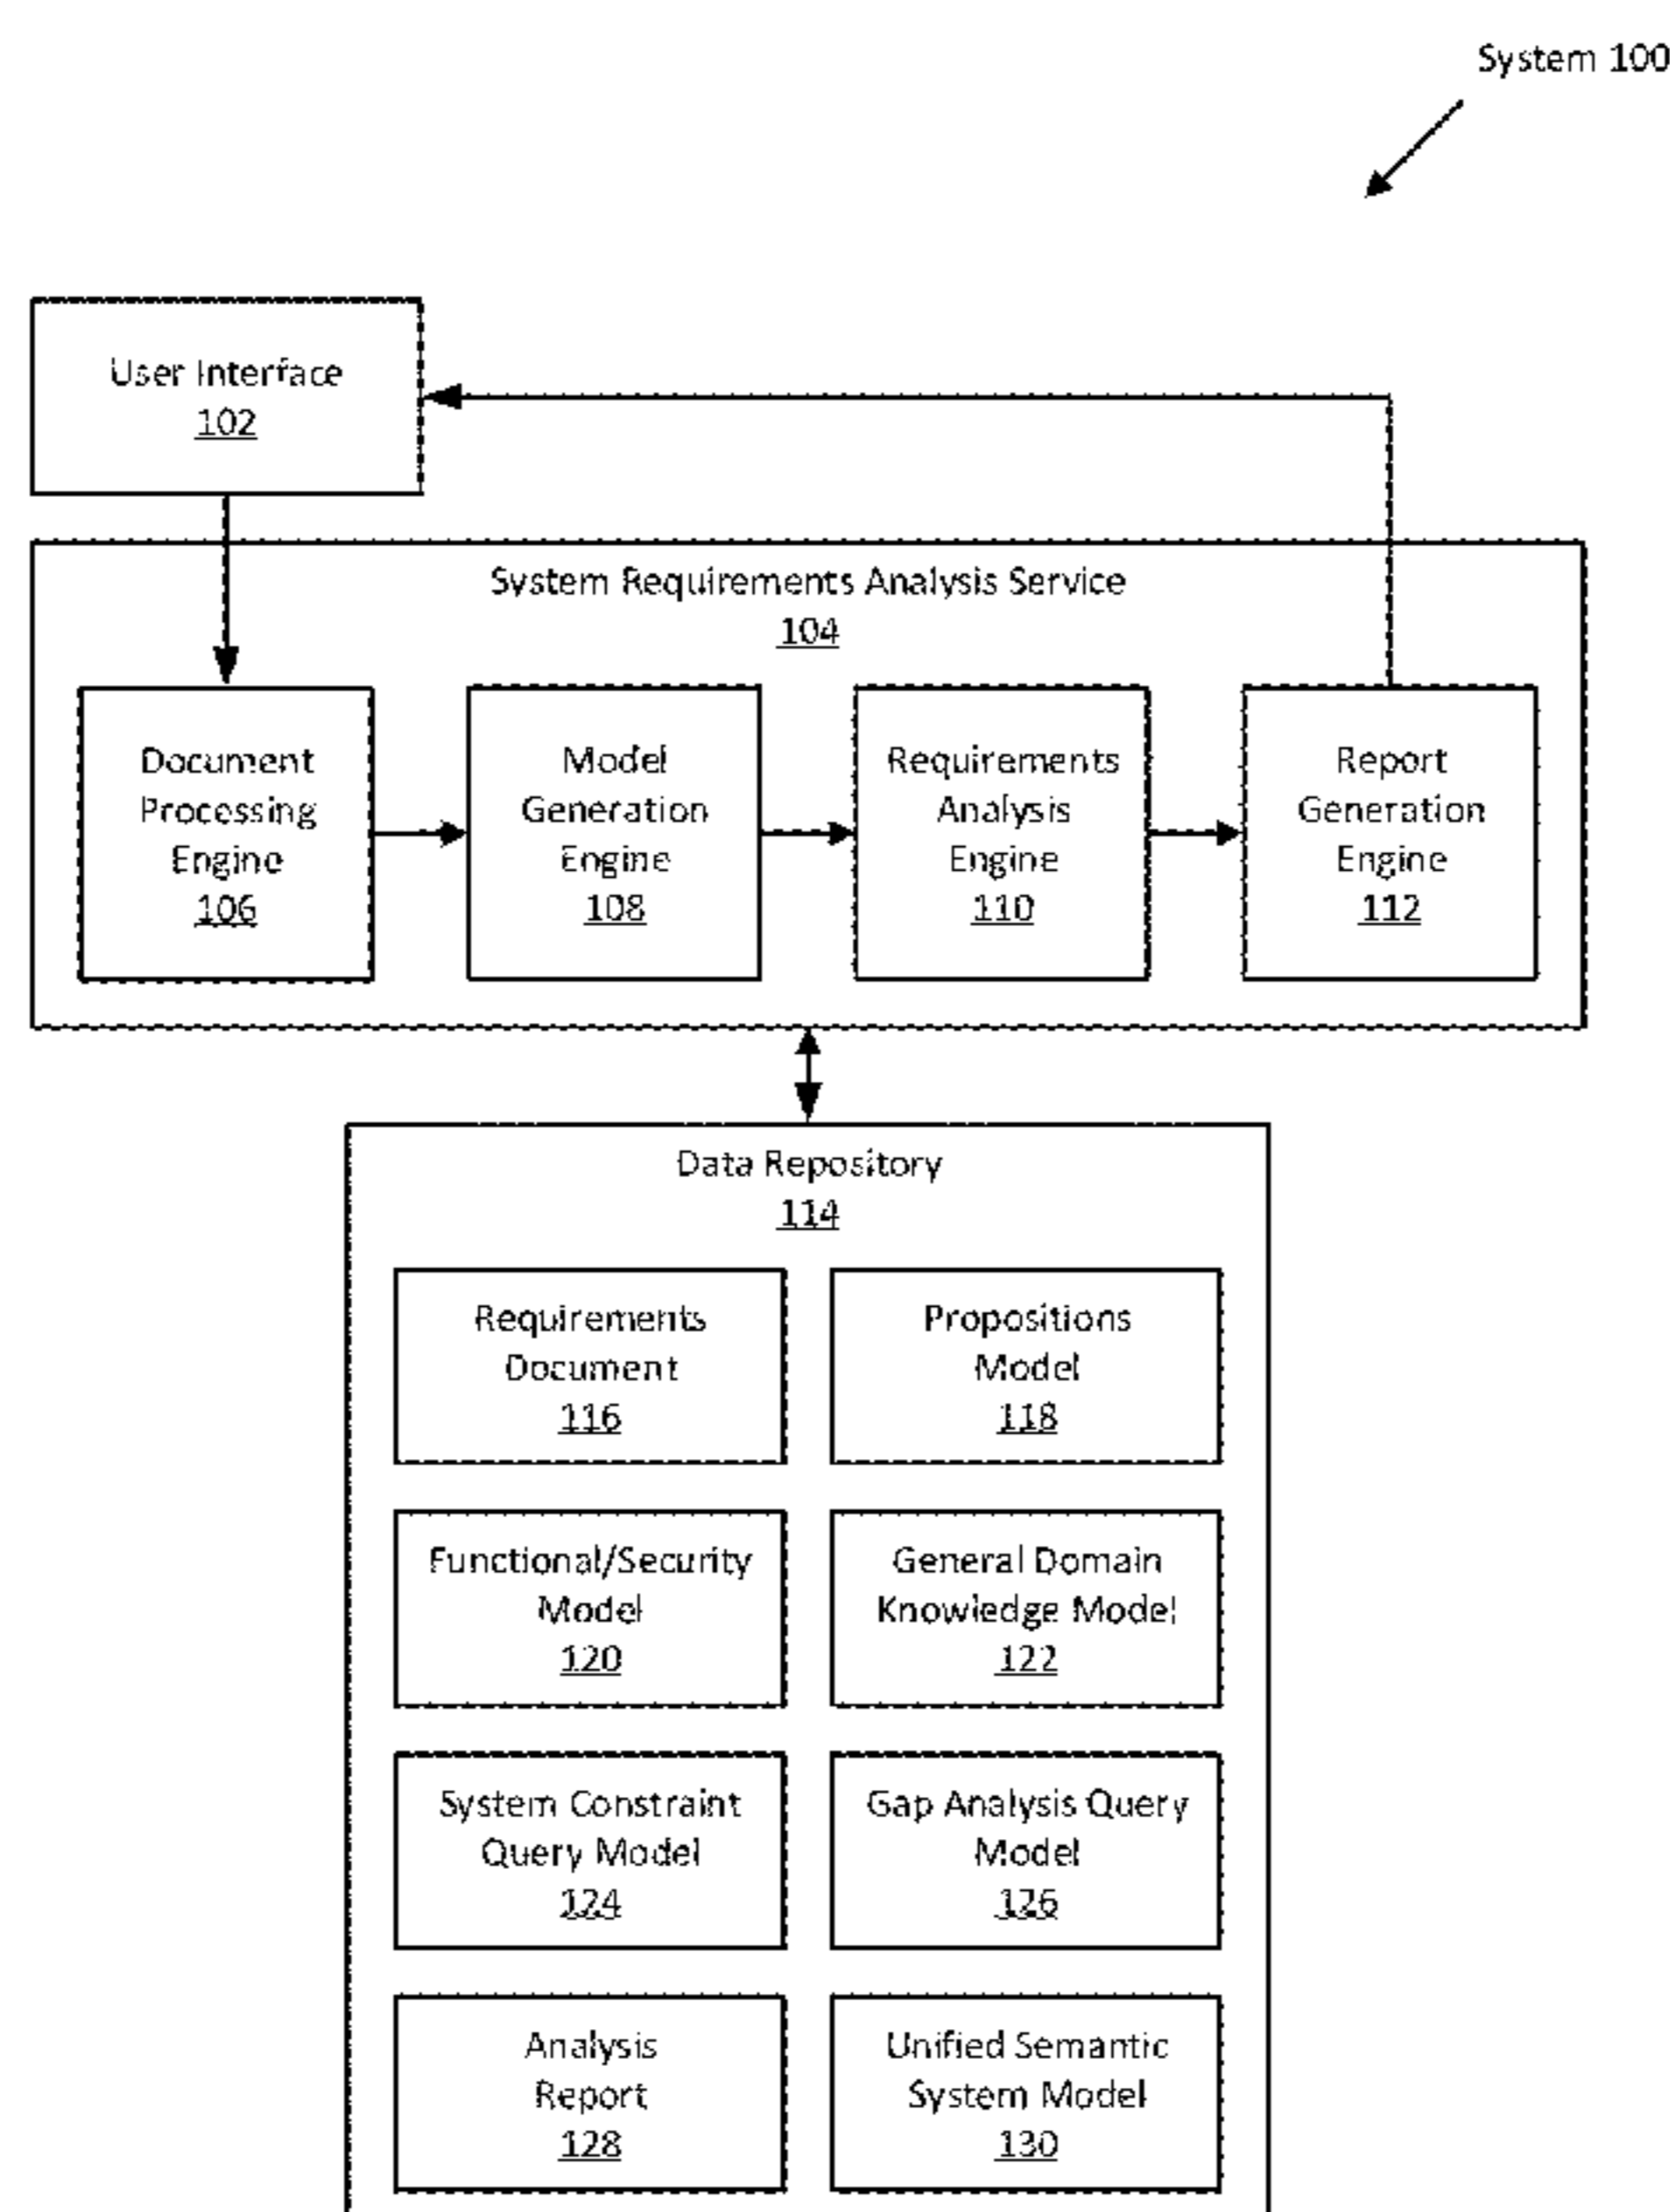 System 100
User Interface
102
System Requirements Analysis Service
104
Document
Processing
Engine
106
Model
Generation
Engine
108
Requirements
Analysis
Engine
110
Report
Generation
Engine
112
Data Repository
114
Requirements
Document
116
Propositions
Model
118
Functional/Security
Model
120
General Domain
Knowledge Model
122
System Constraint
Query Model
124
Gap Analysis Query
Model
126
Analysis
Report
128
Unified Semantic
System Model
130